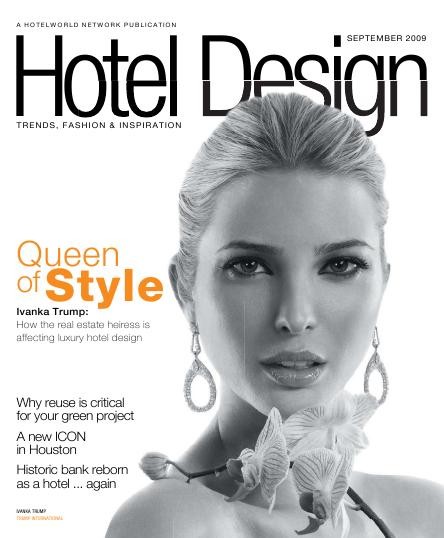 A HOTELWORLD NETWORK PUBLICATION
SEPTEMBER 2009
Hotel Design
TRENDS, FASHION & INSPIRATION
Queen
of Style
Ivanka Trump:
How the real estate heiress is
affecting luxury hotel design
Why reuse is critical
for your green project
A new ICON
in Houston
Historic bank reborn
as a hotel ... again
IVANKA TRUMP
TRUMP INTERNATIONAL